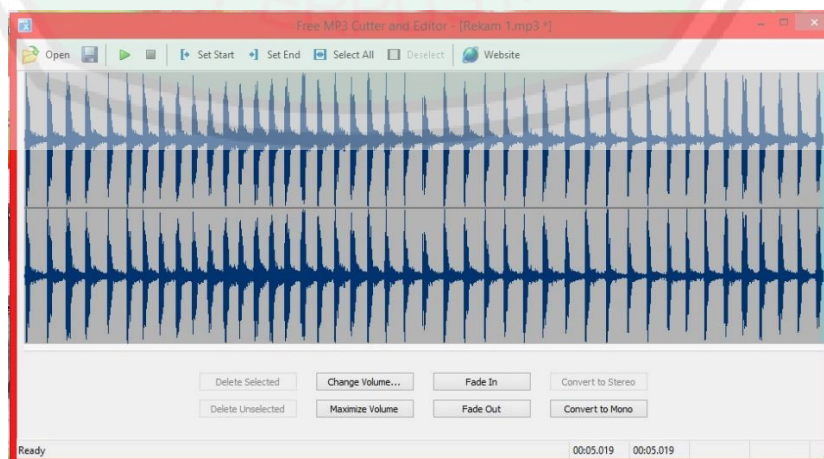 Free MP3 Cutter and Editor - [Rekam 1.mp3 *]
Open Set Start Set End Select All Deselect Website
Delete Selected Change Volume... Fade In Convert to Stereo
Delete Unselected Maximize Volume Fade Out Convert to Mono
Ready 00:05.019 00:05.019